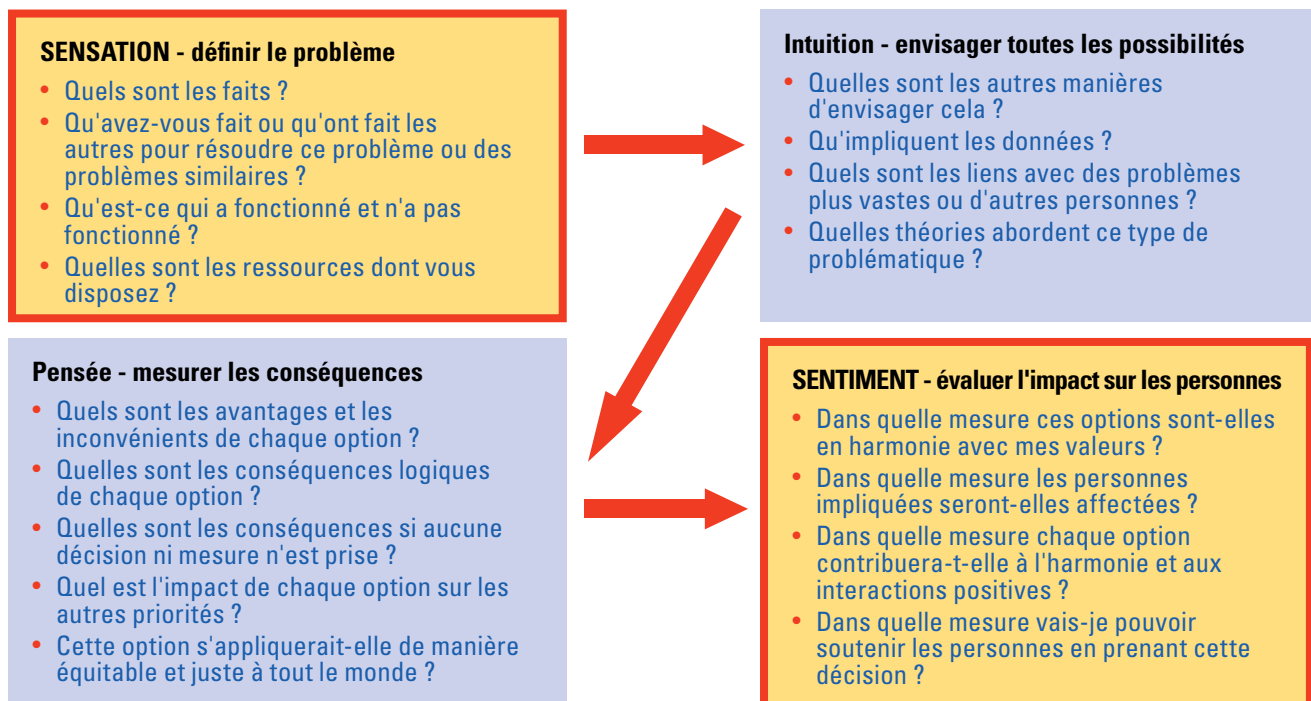 SENSATION - définir le problème
• Quels sont les faits ?
• Qu'avez-vous fait ou qu'ont fait les
autres pour résoudre ce problème ou des
problèmes similaires ?
• Qu'est-ce qui a fonctionné et n'a pas
fonctionné ?
• Quelles sont les ressources dont vous
disposez ?
Intuition - envisager toutes les possibilités
• Quelles sont les autres manières
d'envisager cela ?
• Qu'impliquent les données ?
• Quels sont les liens avec des problèmes
plus vastes ou d'autres personnes ?
• Quelles théories abordent ce type de
problématique ?
Pensée - mesurer les conséquences
• Quels sont les avantages et les
inconvénients de chaque option ?
• Quelles sont les conséquences logiques
de chaque option ?
• Quelles sont les conséquences si aucune
décision ni mesure n'est prise ?
• Quel est l'impact de chaque option sur les
autres priorités ?
• Cette option s'appliquerait-elle de manière
équitable et juste à tout le monde ?
SENTIMENT - évaluer l'impact sur les personnes
• Dans quelle mesure ces options sont-elles
en harmonie avec mes valeurs ?
• Dans quelle mesure les personnes
impliquées seront-elles affectées ?
• Dans quelle mesure chaque option
contribuera-t-elle à l'harmonie et aux
interactions positives ?
• Dans quelle mesure vais-je pouvoir
soutenir les personnes en prenant cette
décision ?